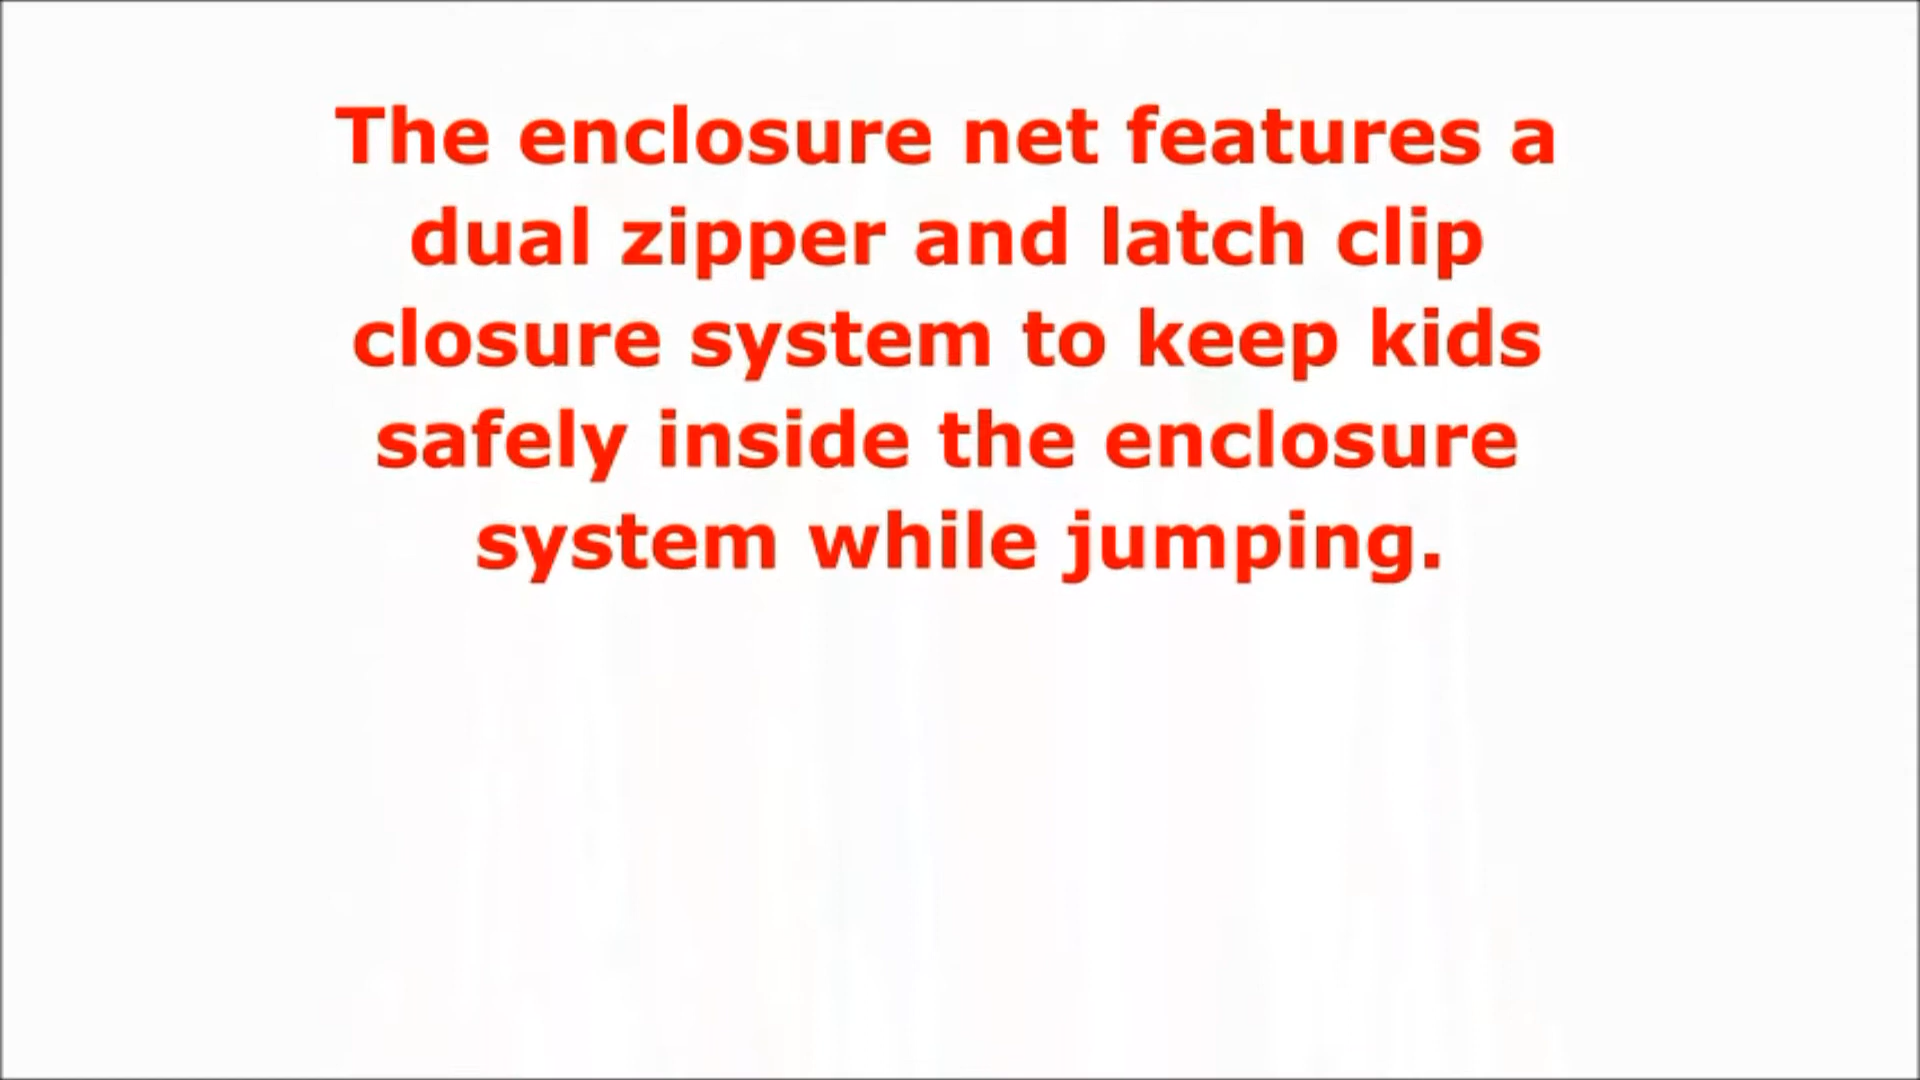 The enclosure net features a
dual zipper and latch clip
closure system to keep kids
safely inside the enclosure
system while jumping.